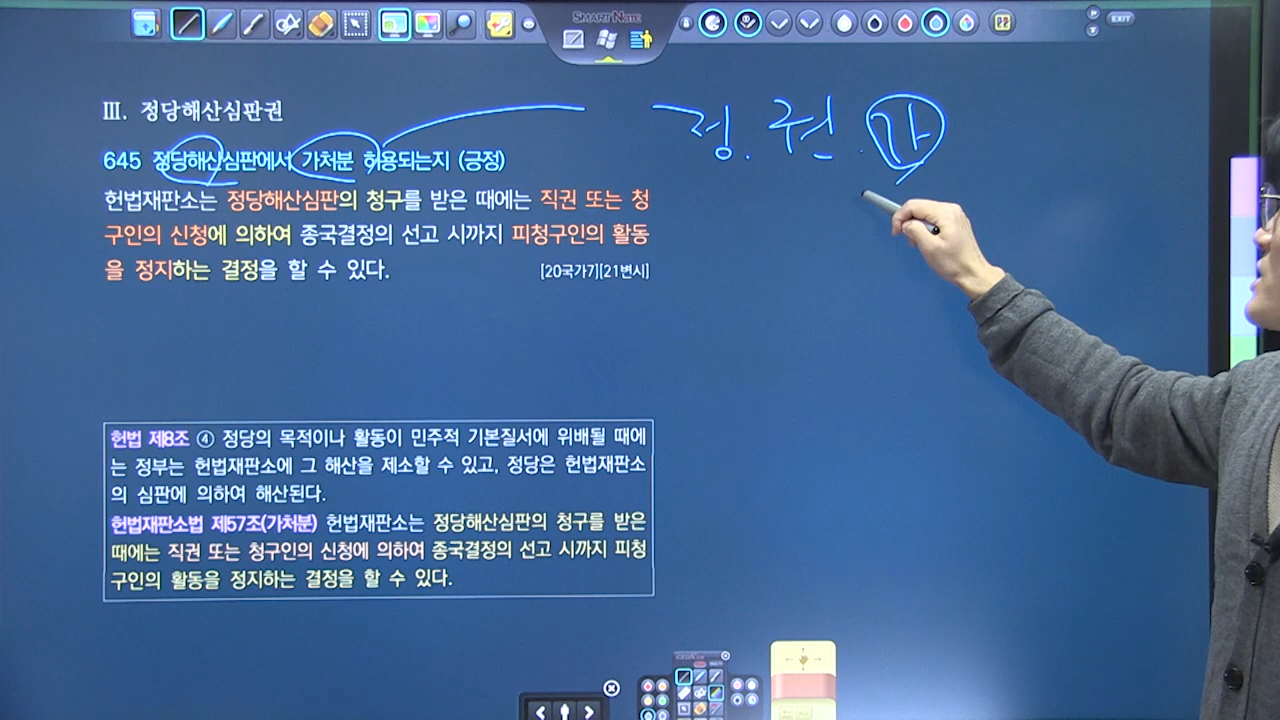 SMART NOTE
EXIT
III. 정당해산심판권
정. 권. 가
645 정당해산심판에서 가처분 허용되는지 (긍정)
헌법재판소는 정당해산심판의 청구를 받은 때에는 직권 또는 청
구인의 신청에 의하여 종국결정의 선고 시까지 피청구인의 활동
을 정지하는 결정을 할 수 있다. [20국가7][21변시]
헌법 제8조 ④ 정당의 목적이나 활동이 민주적 기본질서에 위배될 때에
는 정부는 헌법재판소에 그 해산을 제소할 수 있고, 정당은 헌법재판소
의 심판에 의하여 해산된다.
헌법재판소법 제57조(가처분) 헌법재판소는 정당해산심판의 청구를 받은
때에는 직권 또는 청구인의 신청에 의하여 종국결정의 선고 시까지 피청
구인의 활동을 정지하는 결정을 할 수 있다.